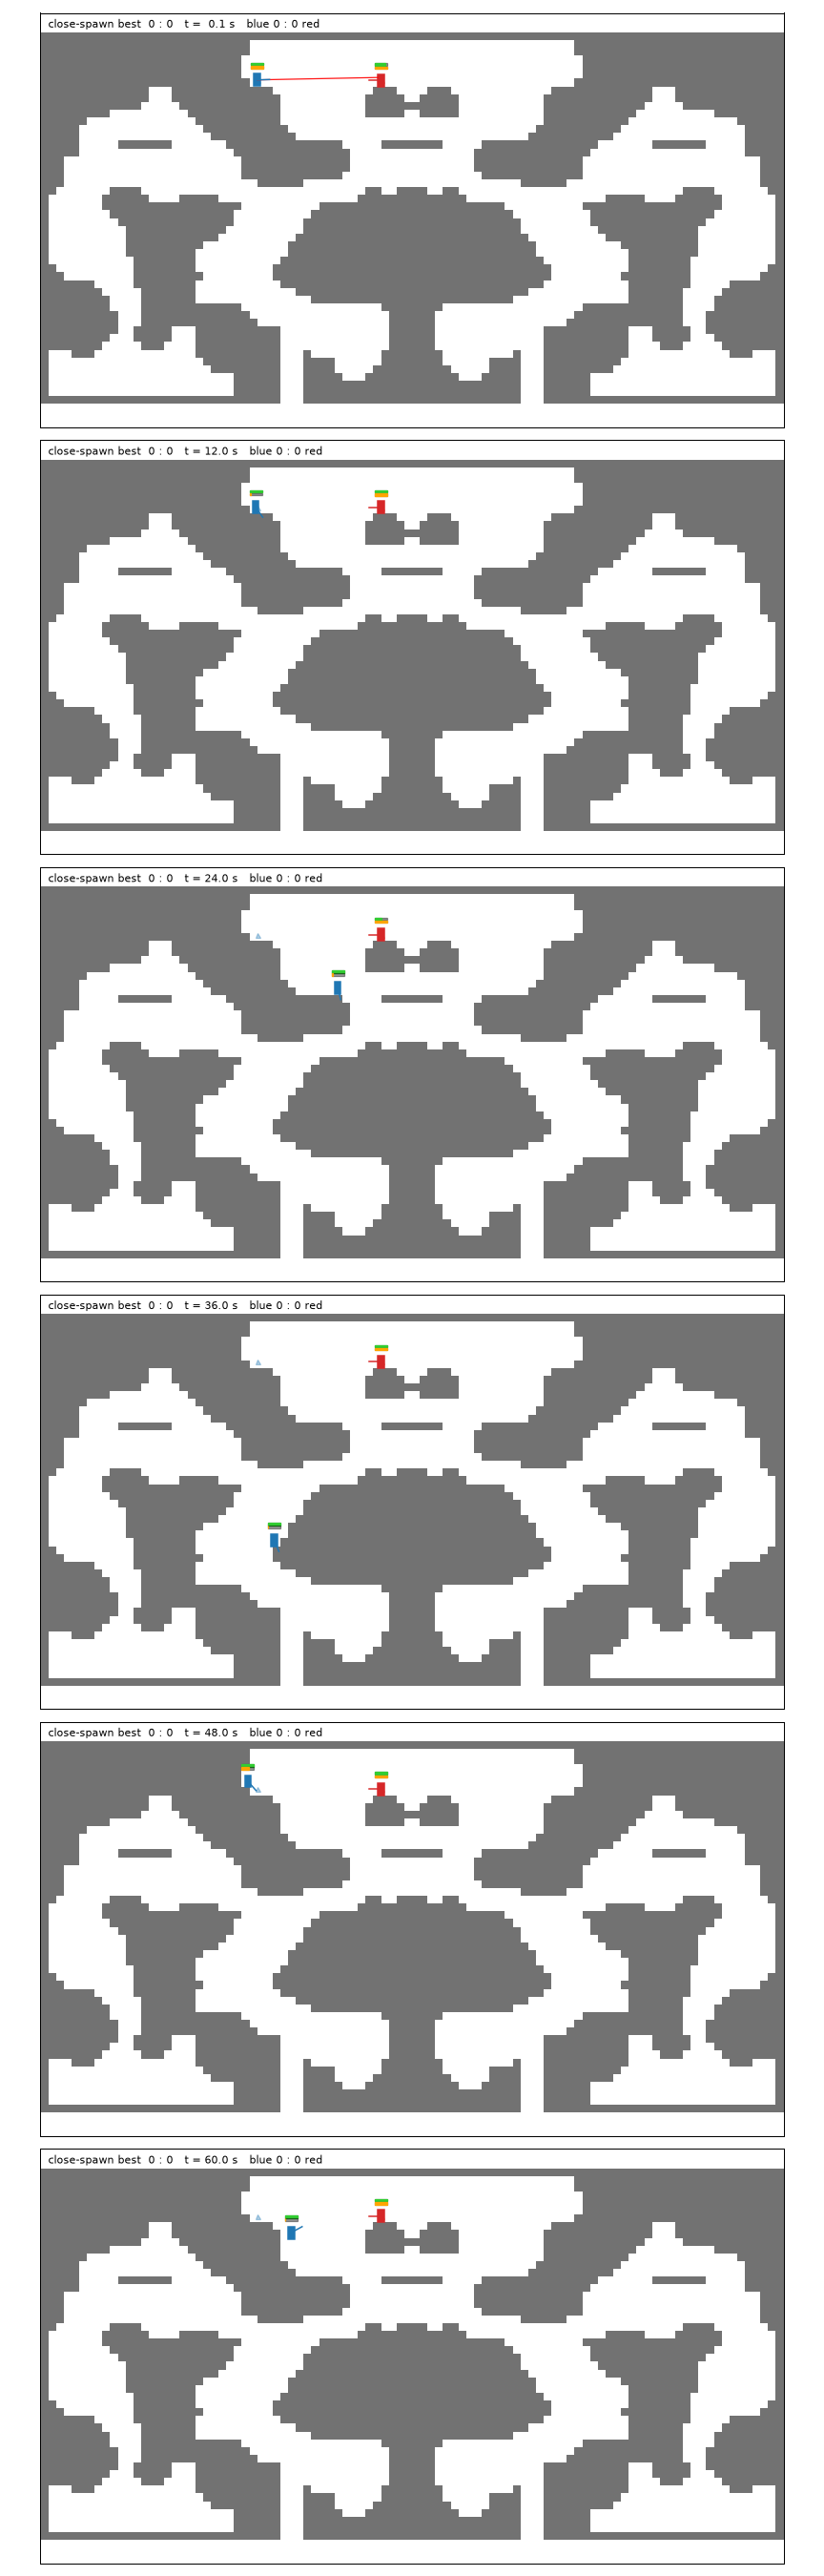 close-spawn best  0 : 0   t =  0.1 s   blue 0 : 0 red
close-spawn best  0 : 0   t = 12.0 s   blue 0 : 0 red
close-spawn best  0 : 0   t = 24.0 s   blue 0 : 0 red
close-spawn best  0 : 0   t = 36.0 s   blue 0 : 0 red
close-spawn best  0 : 0   t = 48.0 s   blue 0 : 0 red
close-spawn best  0 : 0   t = 60.0 s   blue 0 : 0 red